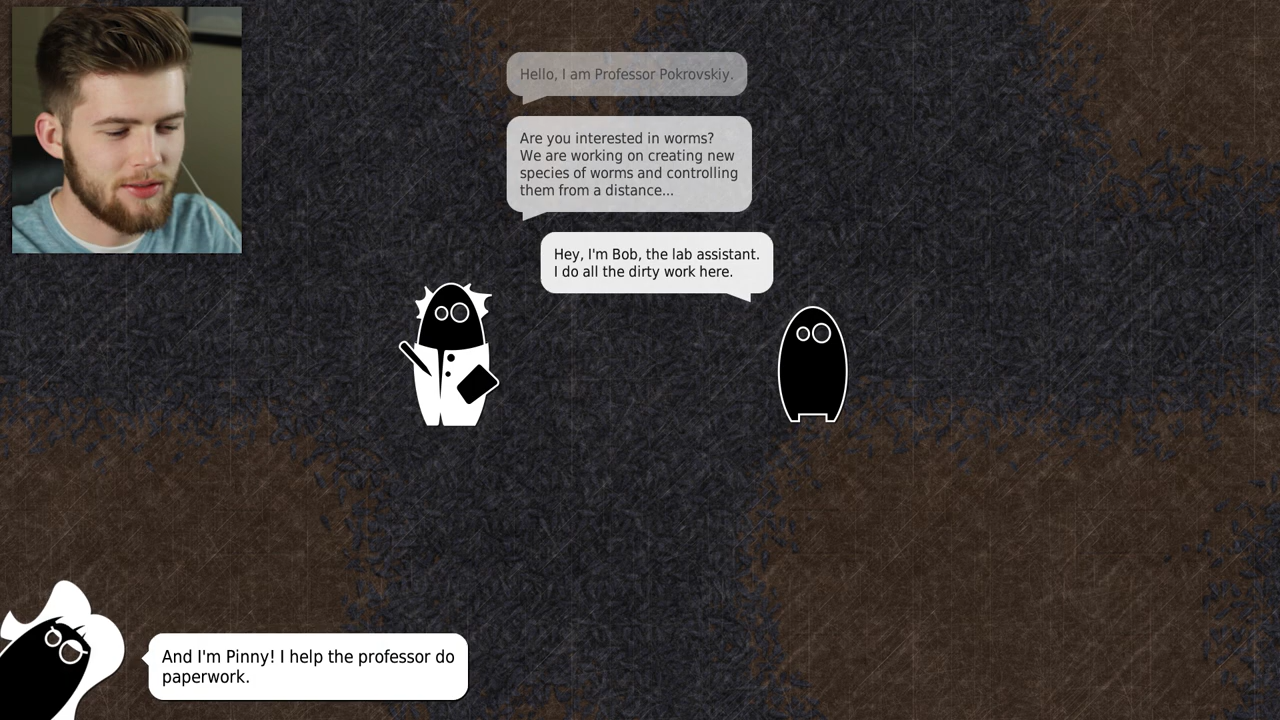 Hello, I am Professor Pokrovskiy.
Are you interested in worms?
We are working on creating new
species of worms and controlling
them from a distance...
Hey, I'm Bob, the lab assistant.
I do all the dirty work here.
And I'm Pinny! I help the professor do
paperwork.